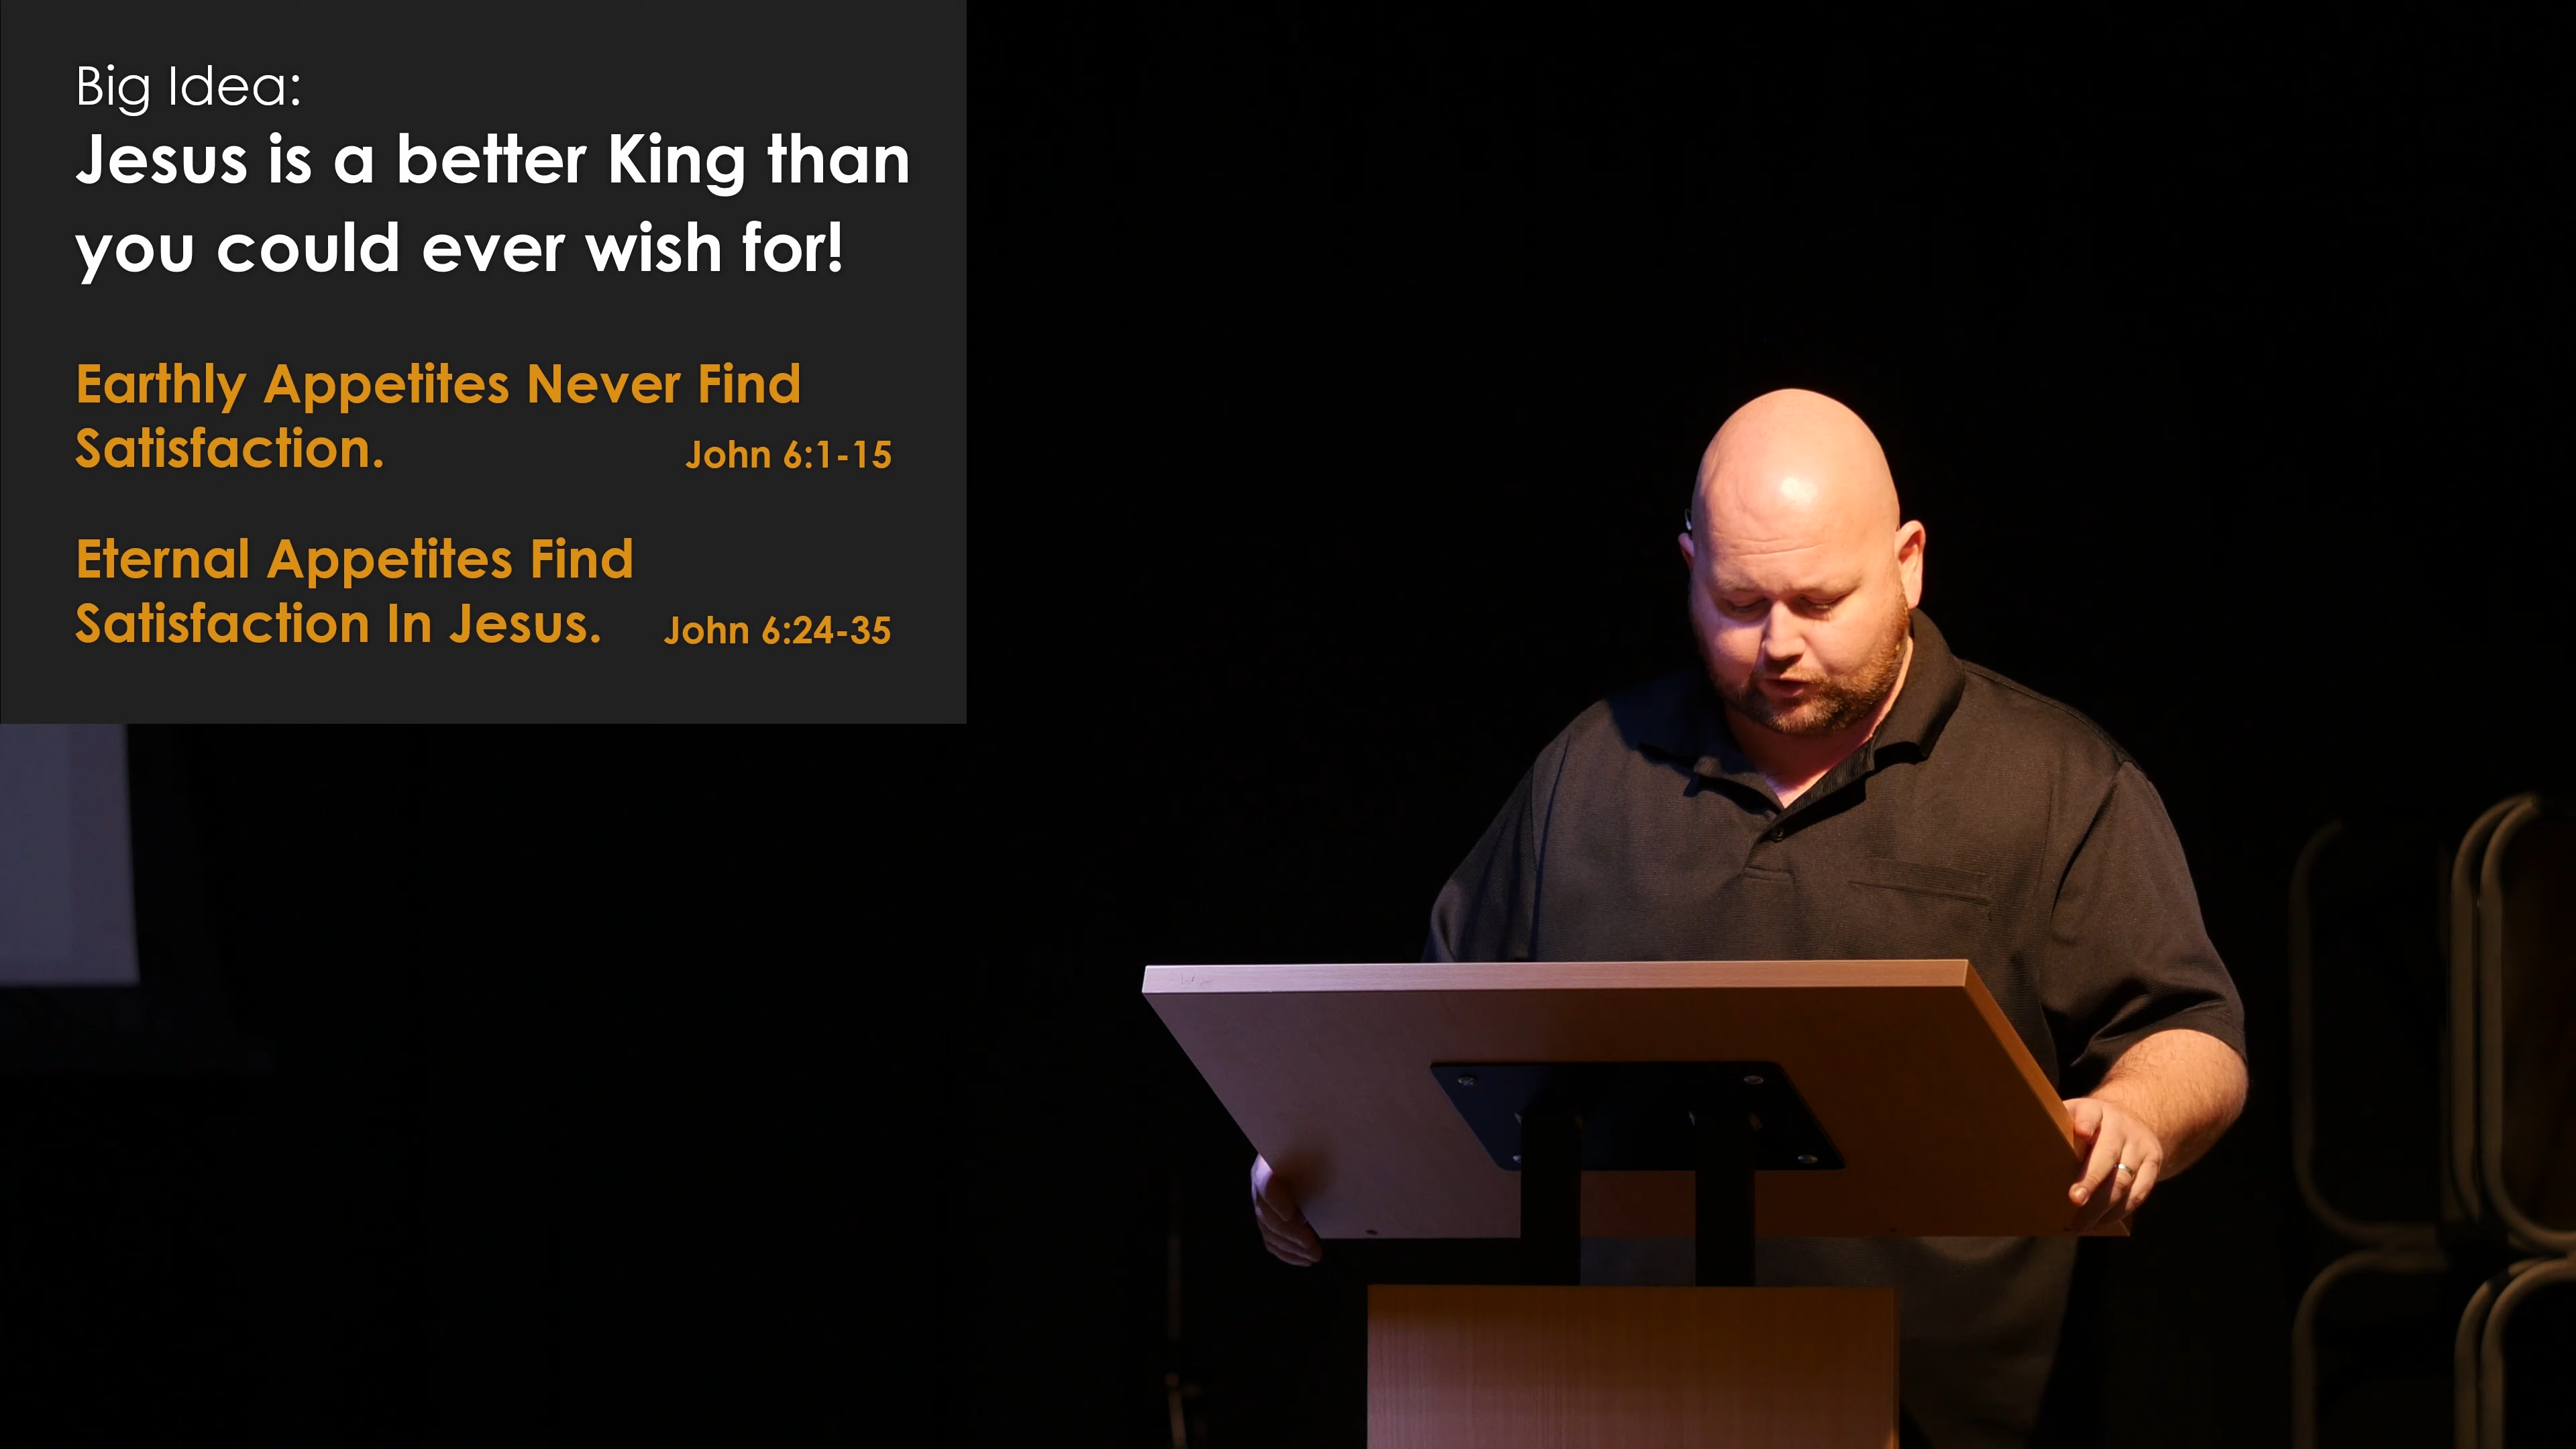 Big Idea:
Jesus is a better King than
you could ever wish for!
Earthly Appetites Never Find
Satisfaction. John 6:1-15
Eternal Appetites Find
Satisfaction In Jesus. John 6:24-35